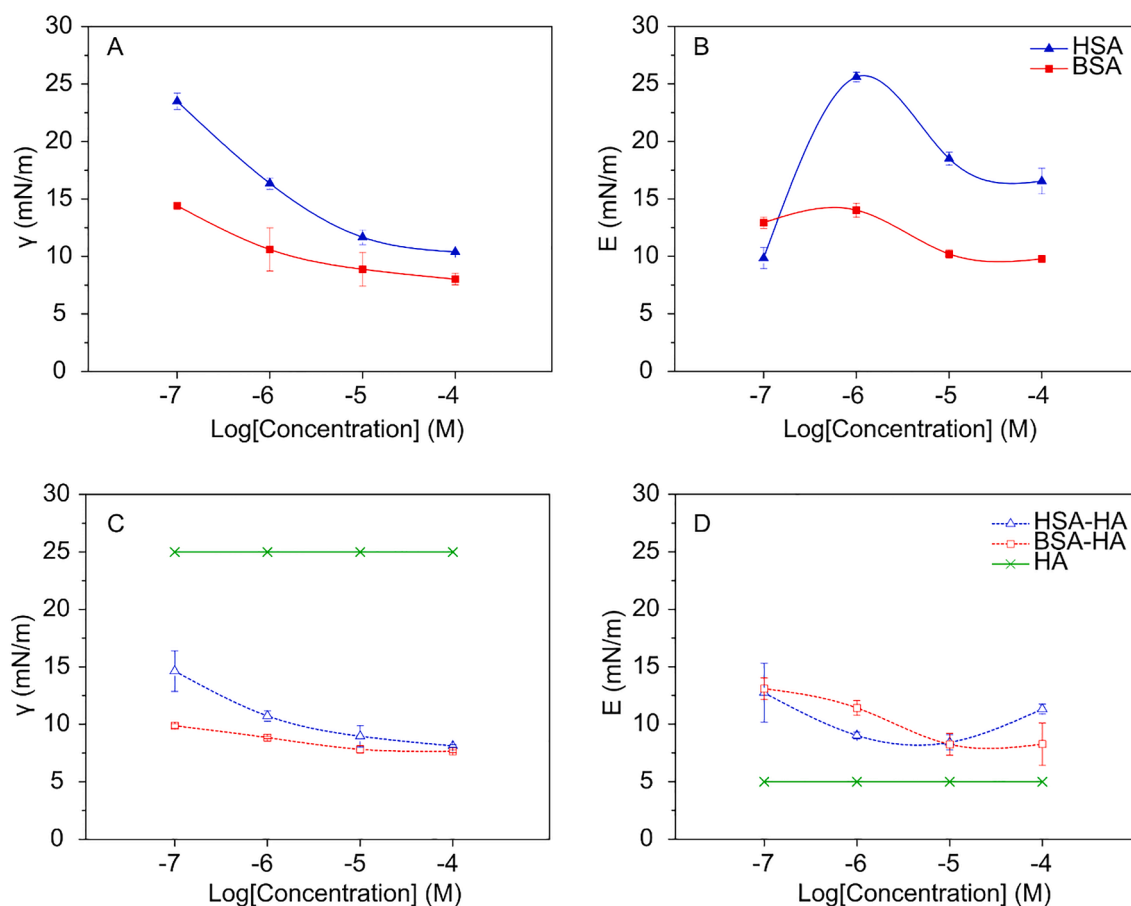 A
30
25
20
15
10
5
0
γ (mN/m)
-7 -6 -5 -4
Log[Concentration] (M)
B
HSA
BSA
30
25
20
15
10
5
0
E (mN/m)
-7 -6 -5 -4
Log[Concentration] (M)
C
30
25
20
15
10
5
0
γ (mN/m)
-7 -6 -5 -4
Log[Concentration] (M)
D
HSA-HA
BSA-HA
HA
30
25
20
15
10
5
0
E (mN/m)
-7 -6 -5 -4
Log[Concentration] (M)